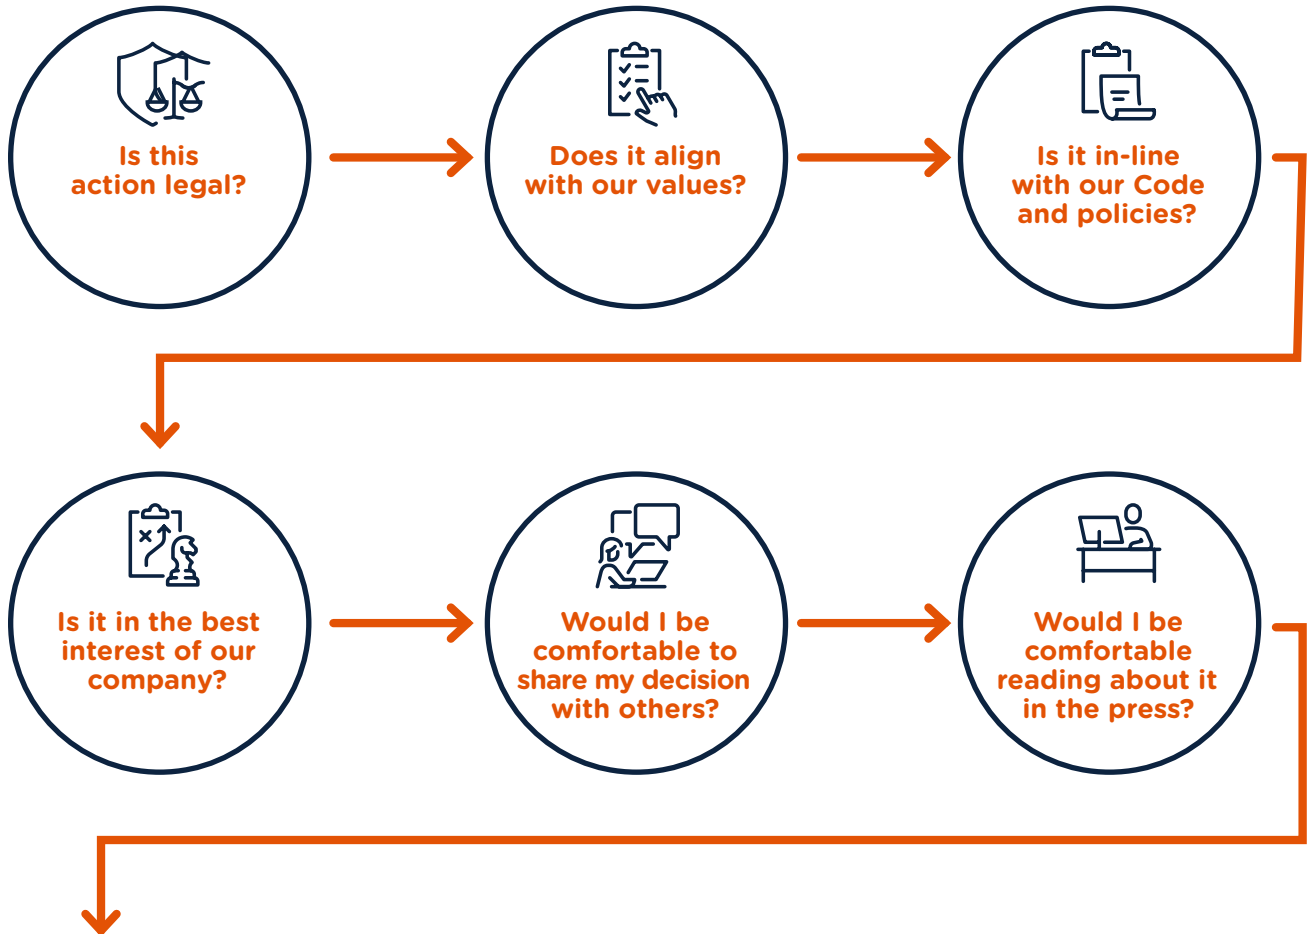 Is this
action legal?
Does it align
with our values?
Is it in-line
with our Code
and policies?
Is it in the best
interest of our
company?
Would I be
comfortable to
share my decision
with others?
Would I be
comfortable
reading about it
in the press?